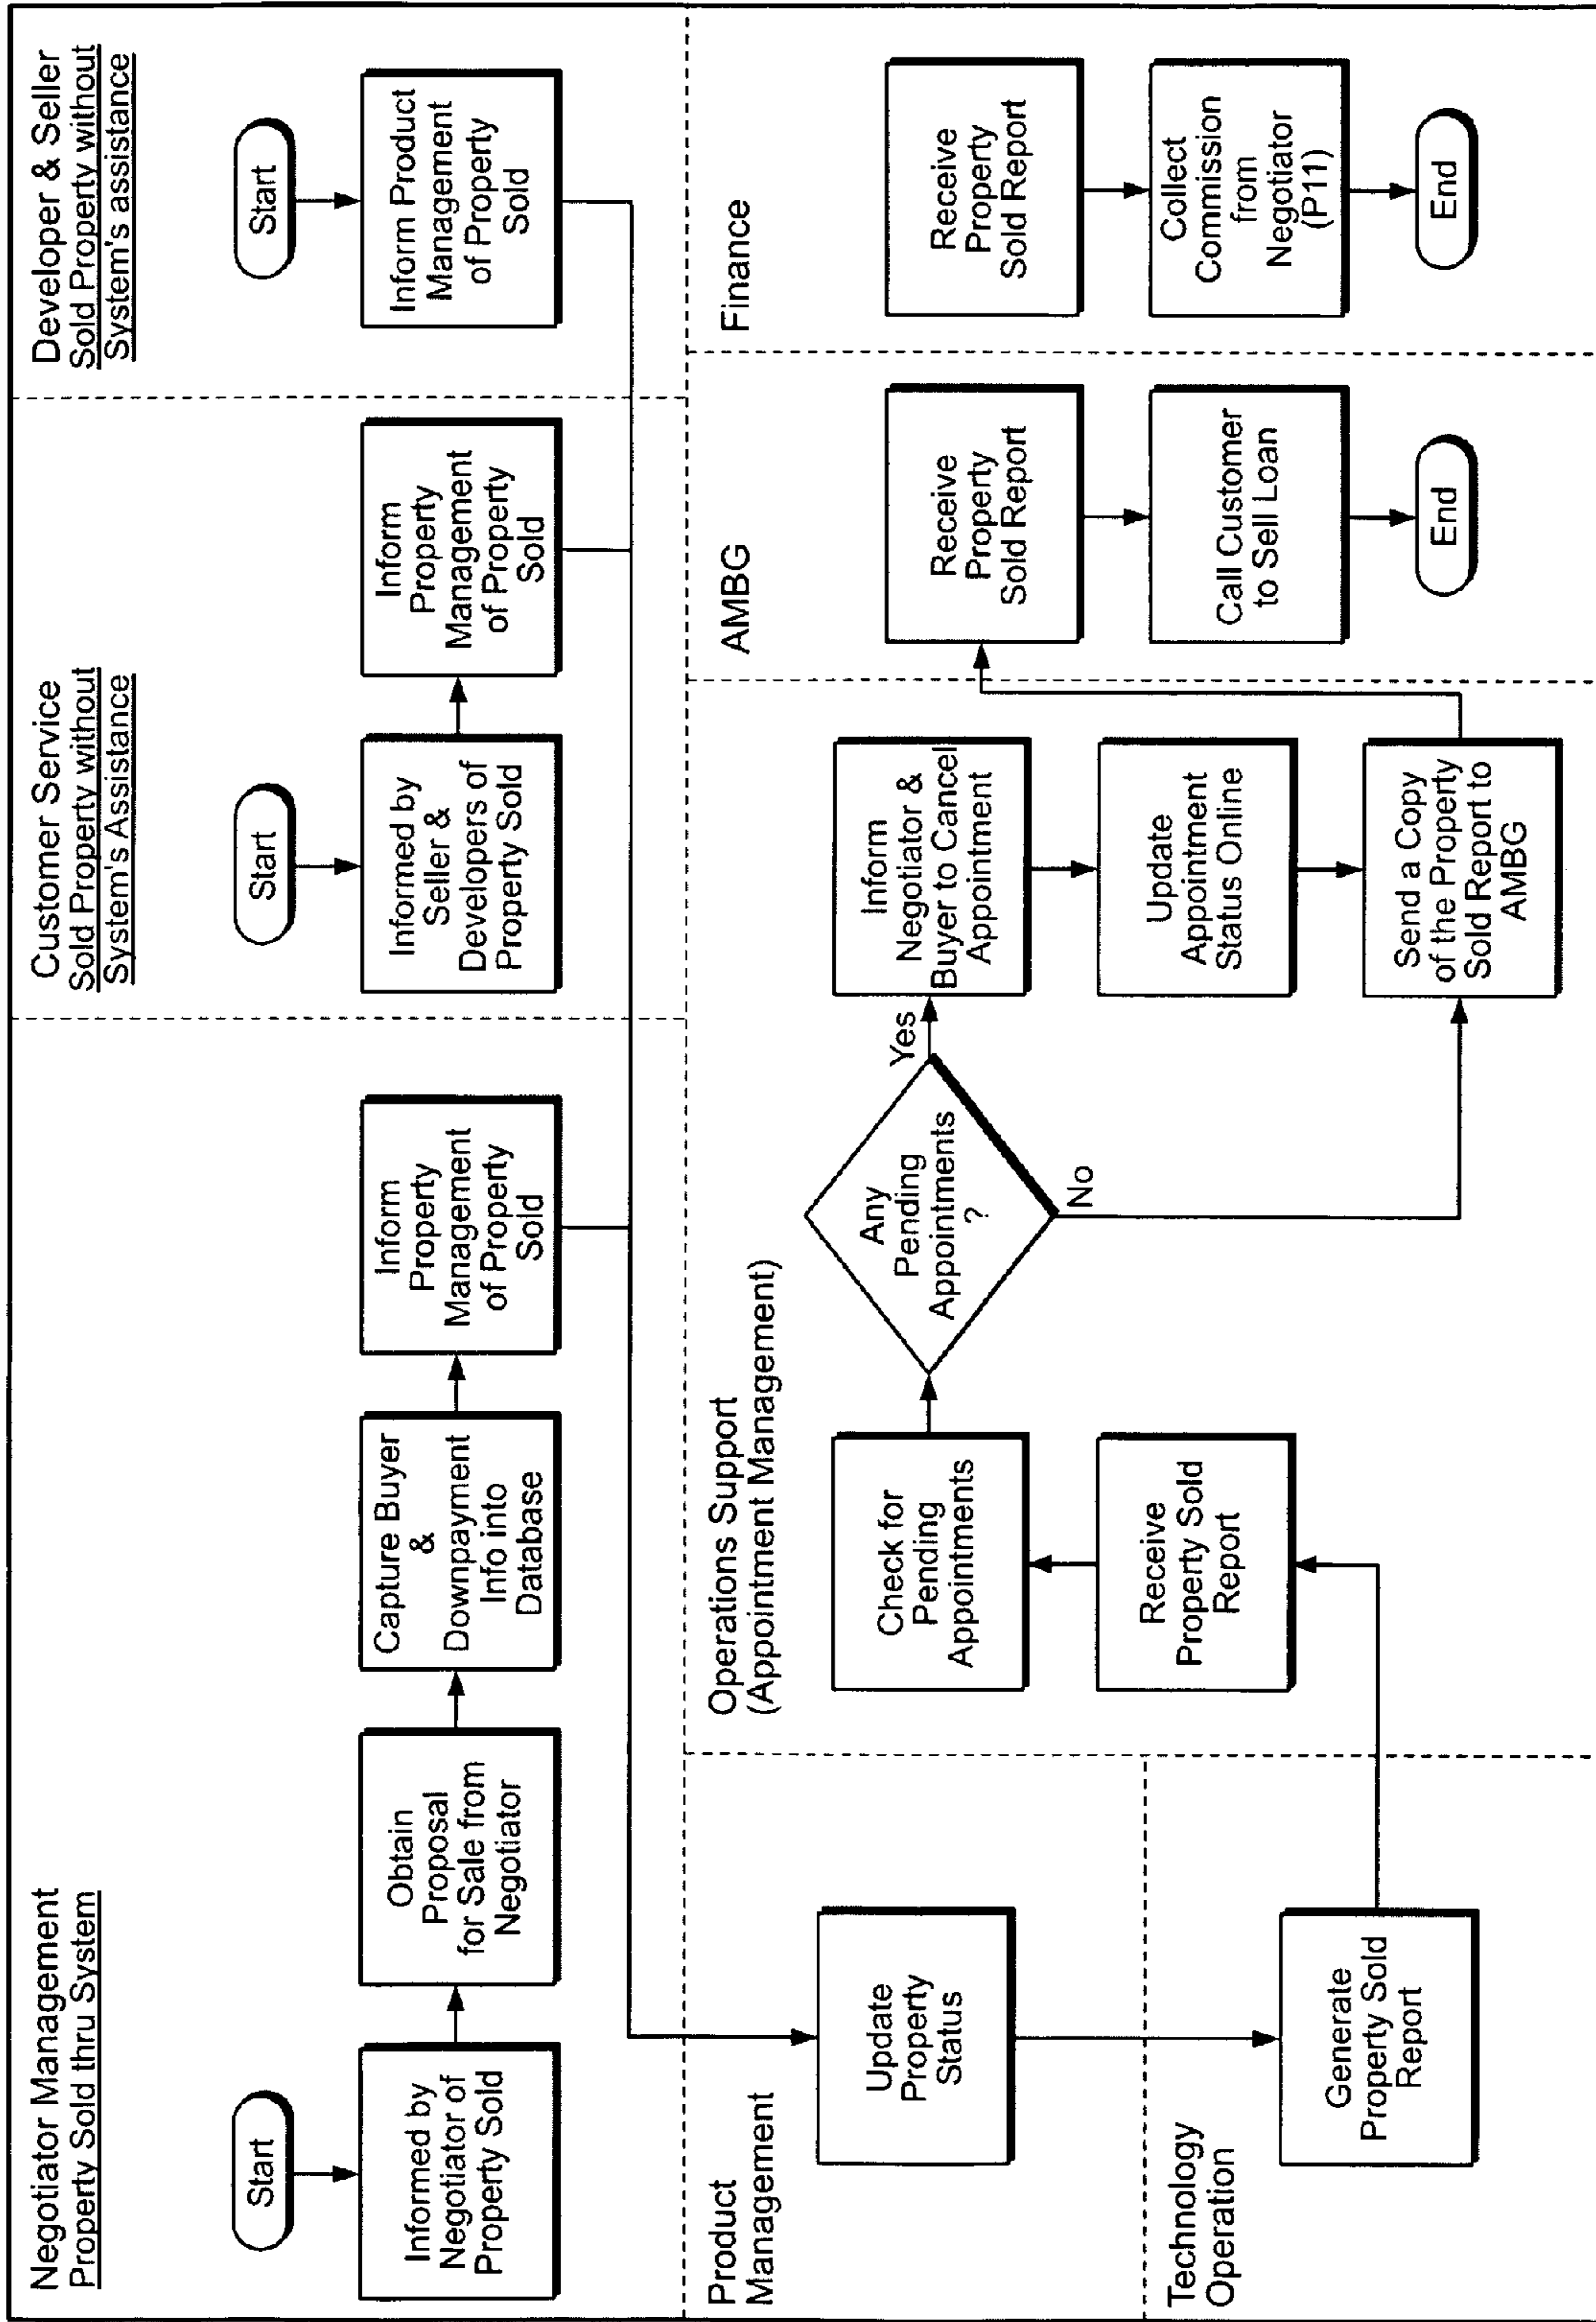 Negotiator Management
Property Sold thru System
Start
Informed by
Negotiator of
Property Sold
Obtain
Proposal
for Sale from
Negotiator
Capture Buyer
&
Downpayment
Info into
Database
Inform
Property
Management
of Property
Sold
Customer Service
Sold Property without
System's Assistance
Start
Informed by
Seller &
Developers of
Property Sold
Inform
Property
Management
of Property
Sold
Developer & Seller
Sold Property without
System's assistance
Start
Inform Product
Management
of Property
Sold
Product
Management
Update
Property
Status
Technology
Operation
Generate
Property Sold
Report
Operations Support
(Appointment Management)
Receive
Property Sold
Report
Check for
Pending
Appointments
Any
Pending
Appointments
?
Yes
No
Inform
Negotiator &
Buyer to Cancel
Appointment
Update
Appointment
Status Online
Send a Copy
of the Property
Sold Report to
AMBG
AMBG
Receive
Property
Sold Report
Call Customer
to Sell Loan
End
Finance
Receive
Property
Sold Report
Collect
Commission
from
Negotiator
(P11)
End